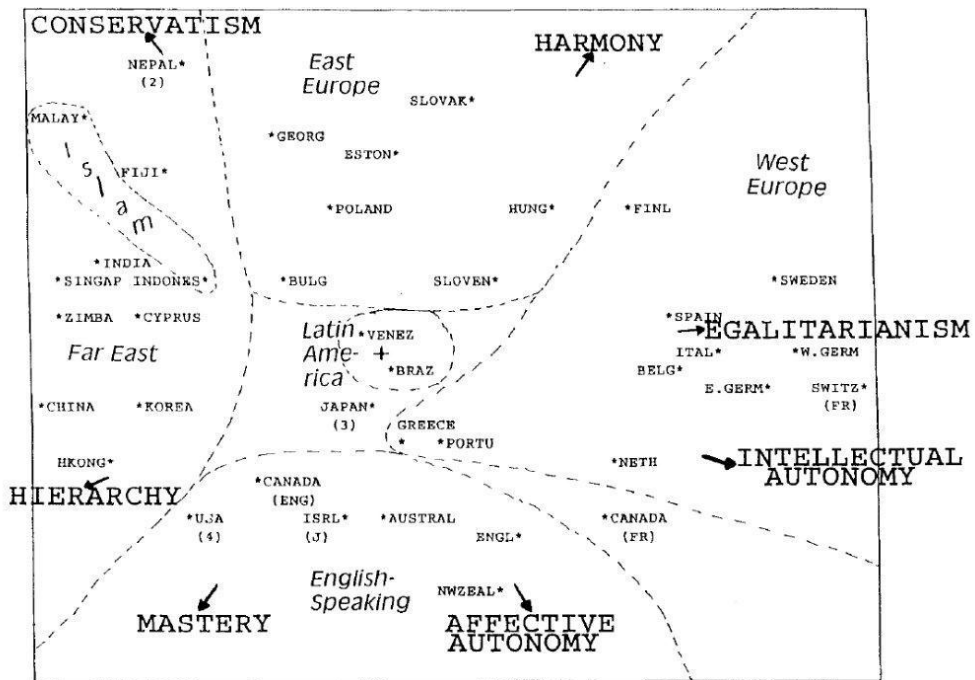 CONSERVATISM
NEPAL*
(2)
East
Europe
HARMONY
SLOVAK*
MALAY*
*GEORG
ESTON*
Islam
FIJI*
West
Europe
*POLAND
HUNG*
*FINL
*INDIA
*SINGAP INDONES*
*BULG
SLOVEN*
*SWEDEN
*ZIMBA *CYPRUS
*SPAIN
EGALITARIANISM
Far East
Latin
Ame-
rica
*VENEZ
+
*BRAZ
ITAL*
*W.GERM
BELG*
E.GERM*
SWITZ*
(FR)
*CHINA
*KOREA
JAPAN*
(3)
GREECE
*
*PORTU
HKONG*
*NETH
INTELLECTUAL
AUTONOMY
HIERARCHY
*CANADA
(ENG)
*USA
(4)
ISRL*
(J)
*AUSTRAL
ENGL*
*CANADA
(FR)
English-
Speaking
NWZEAL*
MASTERY
AFFECTIVE
AUTONOMY